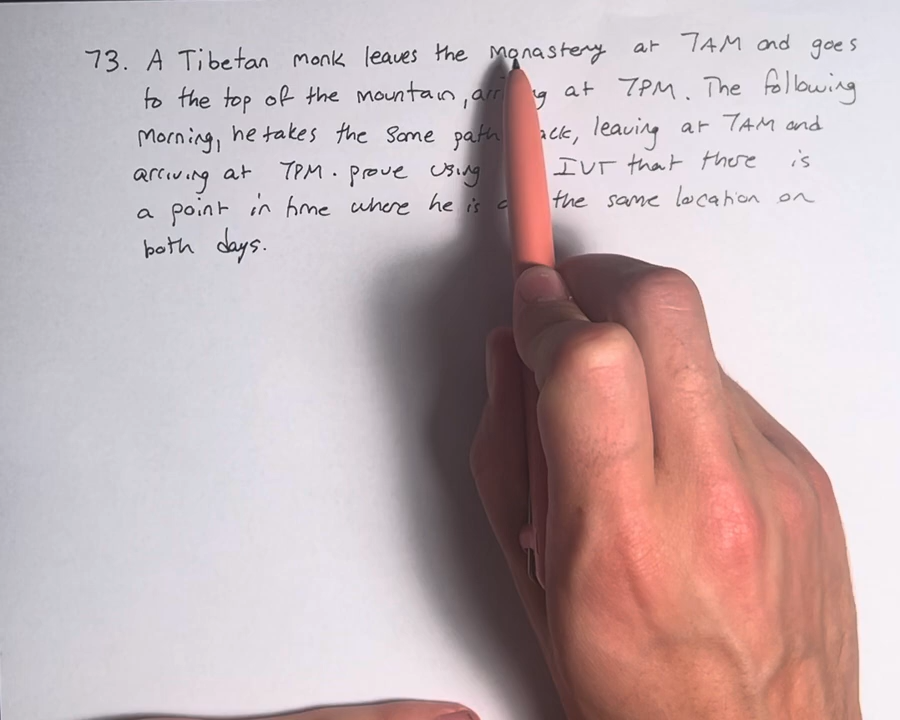 73. A Tibetan monk leaves the monastery at 7AM and goes
to the top of the mountain, at 7PM. The following
morning, he takes the same path leaving at 7AM and
arriving at 7PM. prove using IVT that there is
a point in time where he is the same location on
both days.